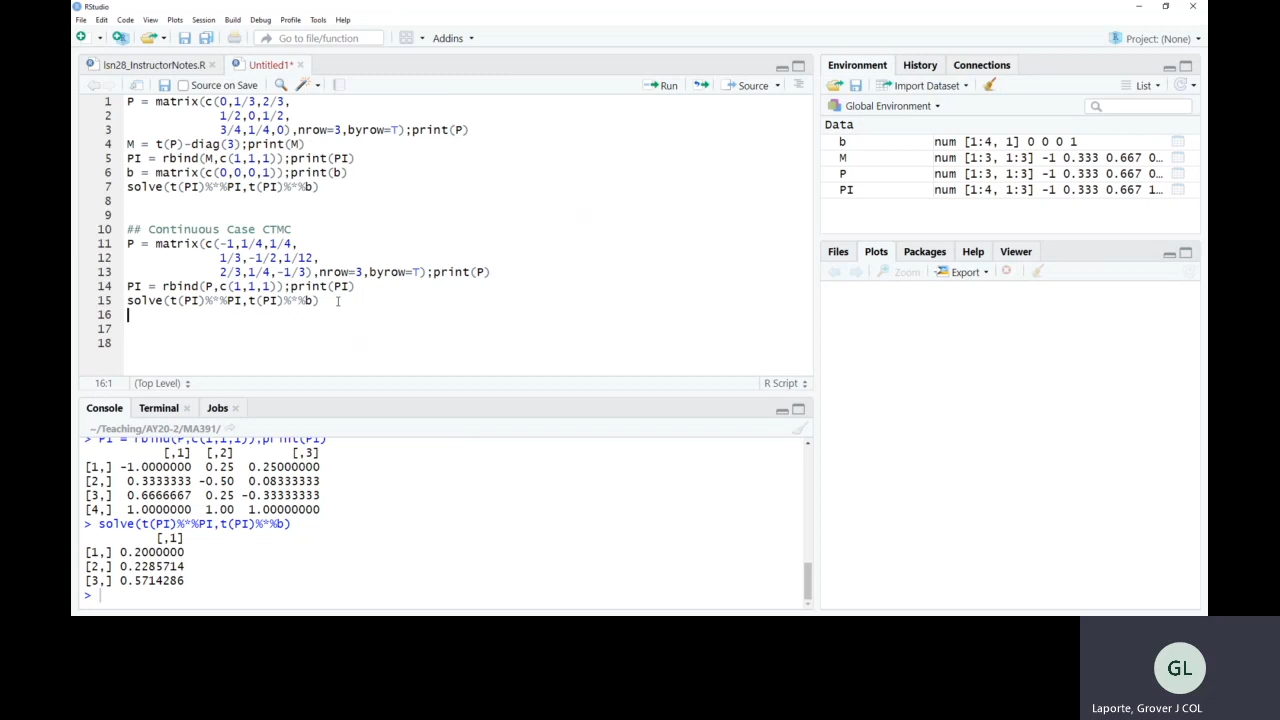 RStudio
File Edit Code View Plots Session Build Debug Profile Tools Help
Go to file/function Addins Project: (None)
lsn28_InstructorNotes.R Untitled1*
Source on Save Run Source
1 P = matrix(c(0,1/3,2/3,
2 1/2,0,1/2,
3 3/4,1/4,0),nrow=3,byrow=T);print(P)
4 M = t(P)-diag(3);print(M)
5 PI = rbind(M,c(1,1,1));print(PI)
6 b = matrix(c(0,0,0,1));print(b)
7 solve(t(PI)%*%PI,t(PI)%*%b)
8
9
10 ## Continuous Case CTMC
11 P = matrix(c(-1,1/4,1/4,
12 1/3,-1/2,1/12,
13 2/3,1/4,-1/3),nrow=3,byrow=T);print(P)
14 PI = rbind(P,c(1,1,1));print(PI)
15 solve(t(PI)%*%PI,t(PI)%*%b)
16
17
18
16:1 (Top Level) R Script
Console Terminal Jobs
~/Teaching/AY20-2/MA391/
> PI = rbind(P,c(1,1,1));print(PI)
[,1] [,2] [,3]
[1,] -1.0000000 0.25 0.25000000
[2,] 0.3333333 -0.50 0.08333333
[3,] 0.6666667 0.25 -0.33333333
[4,] 1.0000000 1.00 1.00000000
> solve(t(PI)%*%PI,t(PI)%*%b)
[,1]
[1,] 0.2000000
[2,] 0.2285714
[3,] 0.5714286
>
Environment History Connections
Import Dataset List
Global Environment
Data
b num [1:4, 1] 0 0 0 1
M num [1:3, 1:3] -1 0.333 0.667 0…
P num [1:3, 1:3] -1 0.333 0.667 0…
PI num [1:4, 1:3] -1 0.333 0.667 1…
Files Plots Packages Help Viewer
Zoom Export
GL
Laporte, Grover J COL